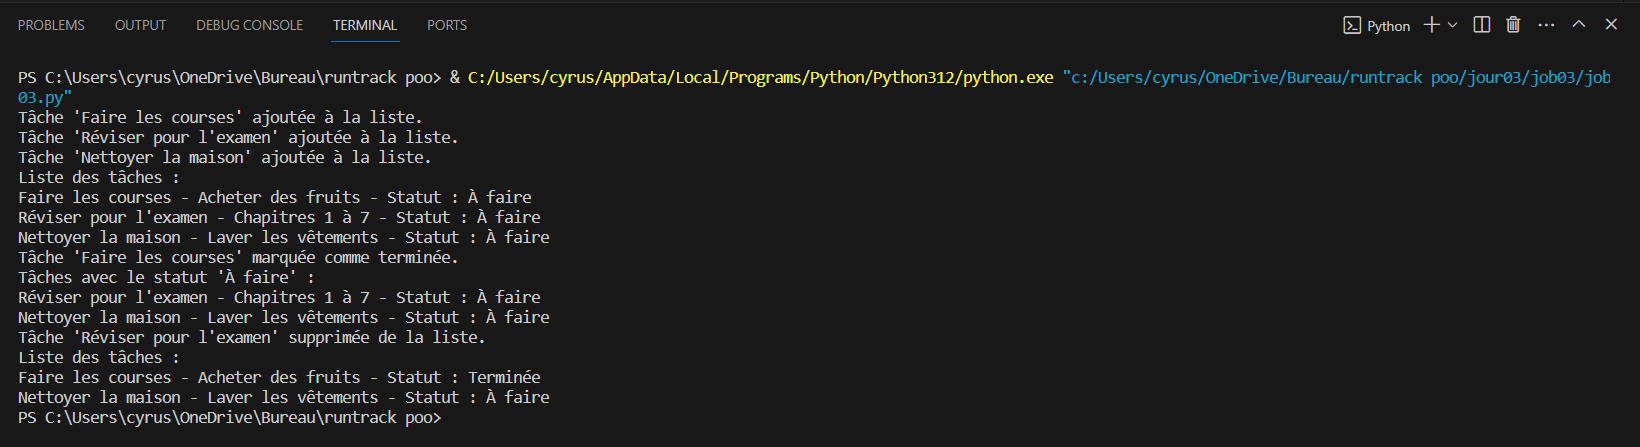 PROBLEMS OUTPUT DEBUG CONSOLE TERMINAL PORTS Python
PS C:\Users\cyrus\OneDrive\Bureau\runtrack poo> & C:/Users/cyrus/AppData/Local/Programs/Python/Python312/python.exe "c:/Users/cyrus/OneDrive/Bureau/runtrack poo/jour03/job03/job
03.py"
Tâche 'Faire les courses' ajoutée à la liste.
Tâche 'Réviser pour l'examen' ajoutée à la liste.
Tâche 'Nettoyer la maison' ajoutée à la liste.
Liste des tâches :
Faire les courses - Acheter des fruits - Statut : À faire
Réviser pour l'examen - Chapitres 1 à 7 - Statut : À faire
Nettoyer la maison - Laver les vêtements - Statut : À faire
Tâche 'Faire les courses' marquée comme terminée.
Tâches avec le statut 'À faire' :
Réviser pour l'examen - Chapitres 1 à 7 - Statut : À faire
Nettoyer la maison - Laver les vêtements - Statut : À faire
Tâche 'Réviser pour l'examen' supprimée de la liste.
Liste des tâches :
Faire les courses - Acheter des fruits - Statut : Terminée
Nettoyer la maison - Laver les vêtements - Statut : À faire
PS C:\Users\cyrus\OneDrive\Bureau\runtrack poo>